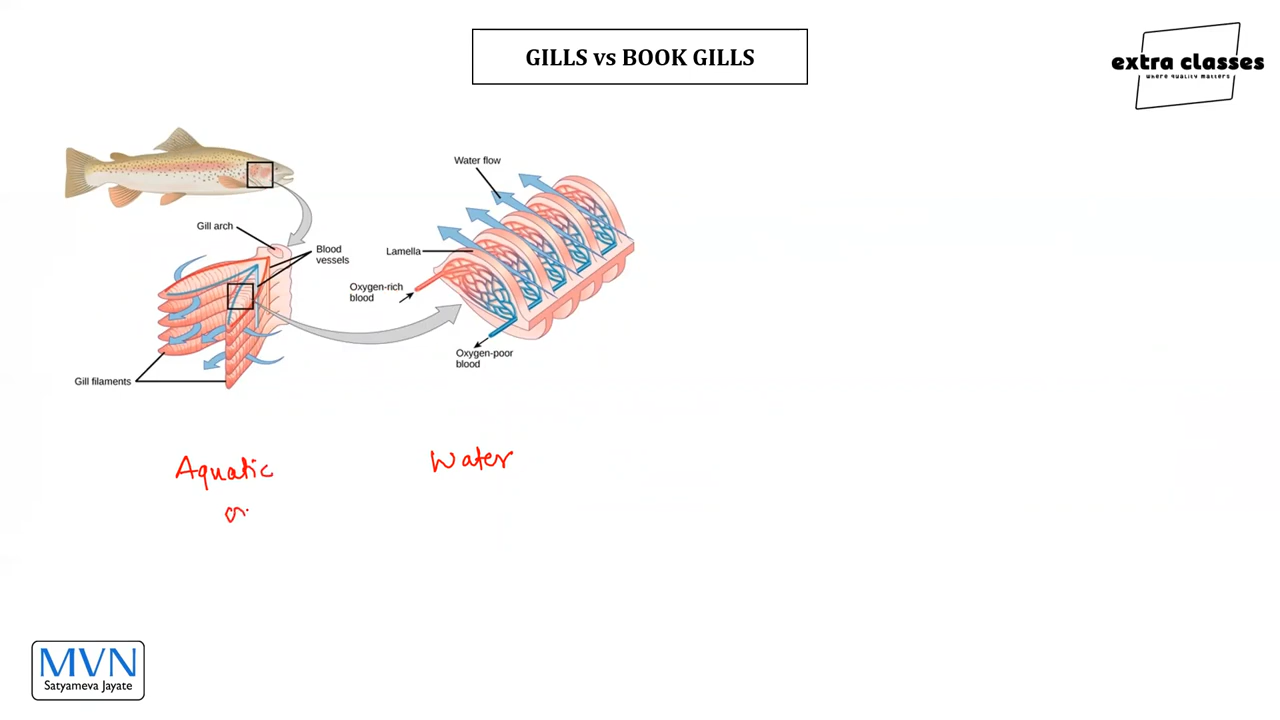 GILLS vs BOOK GILLS
extra classes
where quality matters
Water flow
Gill arch
Blood
vessels
Lamella
Oxygen-rich
blood
Oxygen-poor
blood
Gill filaments
Aquatic
Water
MVN
Satyameva Jayate